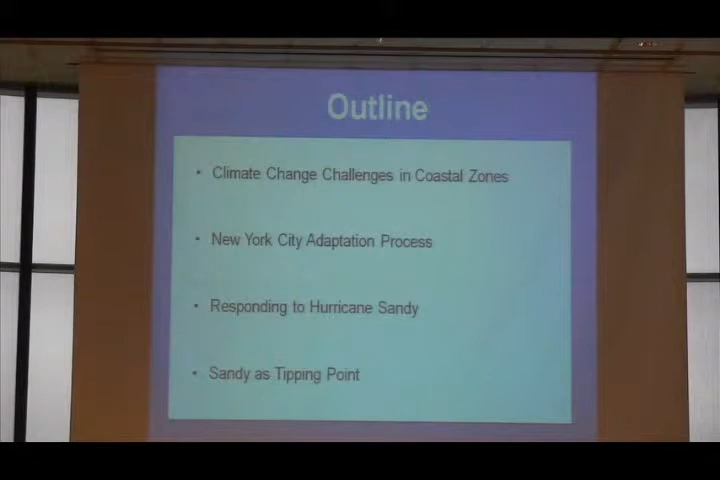 Outline
• Climate Change Challenges in Coastal Zones
• New York City Adaptation Process
• Responding to Hurricane Sandy
• Sandy as Tipping Point